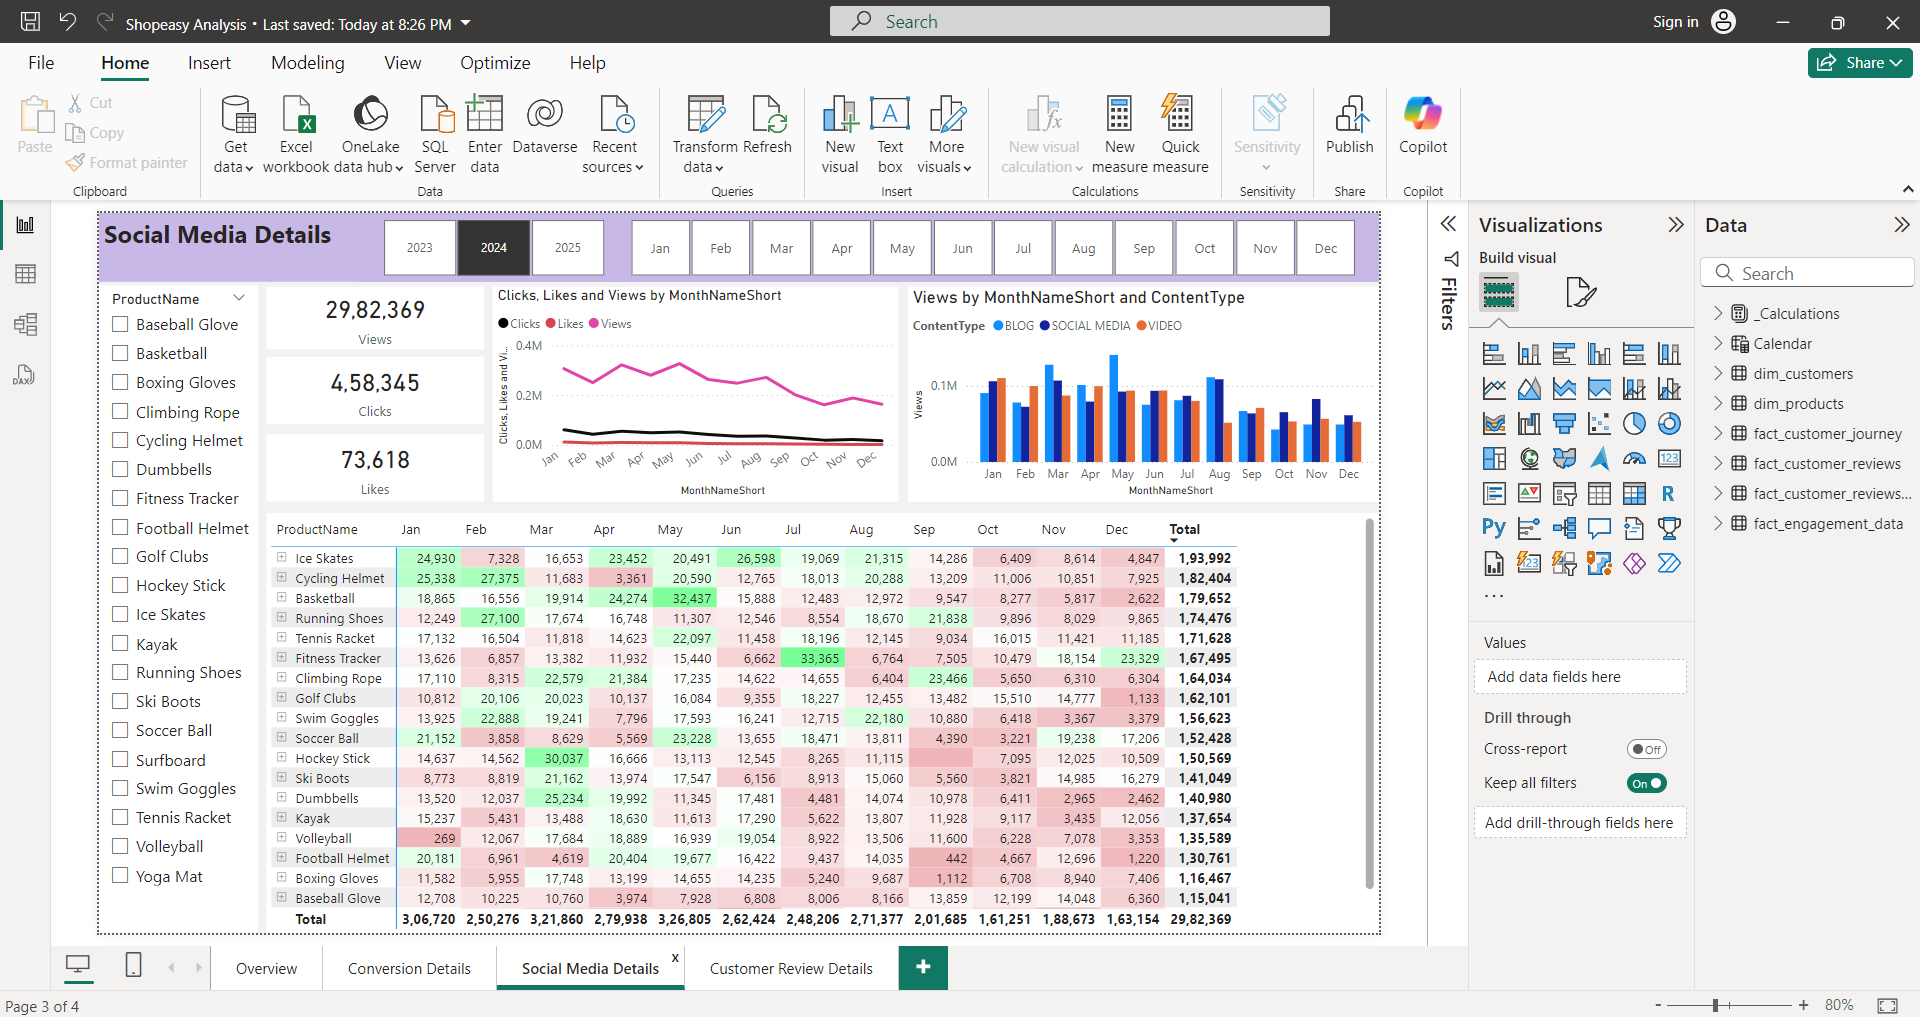 Shopeasy Analysis • Last saved: Today at 8:26 PM
Search
Sign in
File Home Insert Modeling View Optimize Help
Share
Paste
Cut
Copy
Format painter
Clipboard
Get data
Excel workbook
OneLake data hub
SQL Server
Enter data
Dataverse
Recent sources
Data
Transform data
Refresh
Queries
New visual
Text box
More visuals
Insert
New visual calculation
New measure
Quick measure
Calculations
Sensitivity
Sensitivity
Publish
Share
Copilot
Copilot
Social Media Details
2023 2024 2025
Jan Feb Mar Apr May Jun Jul Aug Sep Oct Nov Dec
ProductName
Baseball Glove
Basketball
Boxing Gloves
Climbing Rope
Cycling Helmet
Dumbbells
Fitness Tracker
Football Helmet
Golf Clubs
Hockey Stick
Ice Skates
Kayak
Running Shoes
Ski Boots
Soccer Ball
Surfboard
Swim Goggles
Tennis Racket
Volleyball
Yoga Mat
29,82,369
Views
4,58,345
Clicks
73,618
Likes
Clicks, Likes and Views by MonthNameShort
Clicks Likes Views
Clicks, Likes and Vi...
0.4M
0.2M
0.0M
Jan Feb Mar Apr May Jun Jul Aug Sep Oct Nov Dec
MonthNameShort
Views by MonthNameShort and ContentType
ContentType BLOG SOCIAL MEDIA VIDEO
Views
0.1M
0.0M
Jan Feb Mar Apr May Jun Jul Aug Sep Oct Nov Dec
MonthNameShort
ProductName Jan Feb Mar Apr May Jun Jul Aug Sep Oct Nov Dec Total
Ice Skates 24,930 7,328 16,653 23,452 20,491 26,598 19,069 21,315 14,286 6,409 8,614 4,847 1,93,992
Cycling Helmet 25,338 27,375 11,683 3,361 20,590 12,765 18,013 20,288 13,209 11,006 10,851 7,925 1,82,404
Basketball 18,865 16,556 19,914 24,274 32,437 15,888 12,483 12,972 9,547 8,277 5,817 2,622 1,79,652
Running Shoes 12,249 27,100 17,674 16,748 11,307 12,546 8,554 18,670 21,838 9,896 8,029 9,865 1,74,476
Tennis Racket 17,132 16,504 11,818 14,623 22,097 11,458 18,196 12,145 9,034 16,015 11,421 11,185 1,71,628
Fitness Tracker 13,626 6,857 13,382 11,932 15,440 6,662 33,365 6,764 7,505 10,479 18,154 23,329 1,67,495
Climbing Rope 17,110 8,315 22,579 21,384 17,235 14,622 14,655 6,404 23,466 5,650 6,310 6,304 1,64,034
Golf Clubs 10,812 20,106 20,023 10,137 16,084 9,355 18,227 12,455 13,482 15,510 14,777 1,133 1,62,101
Swim Goggles 13,925 22,888 19,241 7,796 17,593 16,241 12,715 22,180 10,880 6,418 3,367 3,379 1,56,623
Soccer Ball 21,152 3,858 8,629 5,569 23,228 13,655 18,471 13,811 4,390 3,221 19,238 17,206 1,52,428
Hockey Stick 14,637 14,562 30,037 16,666 13,113 12,545 8,265 11,115 7,095 12,025 10,509 1,50,569
Ski Boots 8,773 8,819 21,162 13,974 17,547 6,156 8,913 15,060 5,560 3,821 14,985 16,279 1,41,049
Dumbbells 13,520 12,037 25,234 19,992 11,345 17,481 4,481 14,074 10,978 6,411 2,965 2,462 1,40,980
Kayak 15,237 5,431 13,488 18,630 11,613 17,290 5,622 13,807 11,928 9,117 3,435 12,056 1,37,654
Volleyball 269 12,067 17,684 18,889 16,939 19,054 8,922 13,506 11,600 6,228 7,078 3,353 1,35,589
Football Helmet 20,181 6,961 4,619 20,404 19,677 16,422 9,437 14,035 442 4,667 12,696 1,220 1,30,761
Boxing Gloves 11,582 5,955 17,748 13,199 14,655 14,235 5,240 9,687 1,112 6,708 8,940 7,406 1,16,467
Baseball Glove 12,708 10,225 10,760 3,974 7,928 6,808 8,006 8,166 13,859 12,199 14,048 6,360 1,15,041
Total 3,06,720 2,50,276 3,21,860 2,79,938 3,26,805 2,62,424 2,48,206 2,71,377 2,01,685 1,61,251 1,88,673 1,63,154 29,82,369
Filters
Visualizations
Build visual
123
R
Py
123
...
Values
Add data fields here
Drill through
Cross-report Off
Keep all filters On
Add drill-through fields here
Data
Search
_Calculations
Calendar
dim_customers
dim_products
fact_customer_journey
fact_customer_reviews
fact_customer_reviews...
fact_engagement_data
DAX
Overview Conversion Details Social Media Details x Customer Review Details +
Page 3 of 4
- + 80%